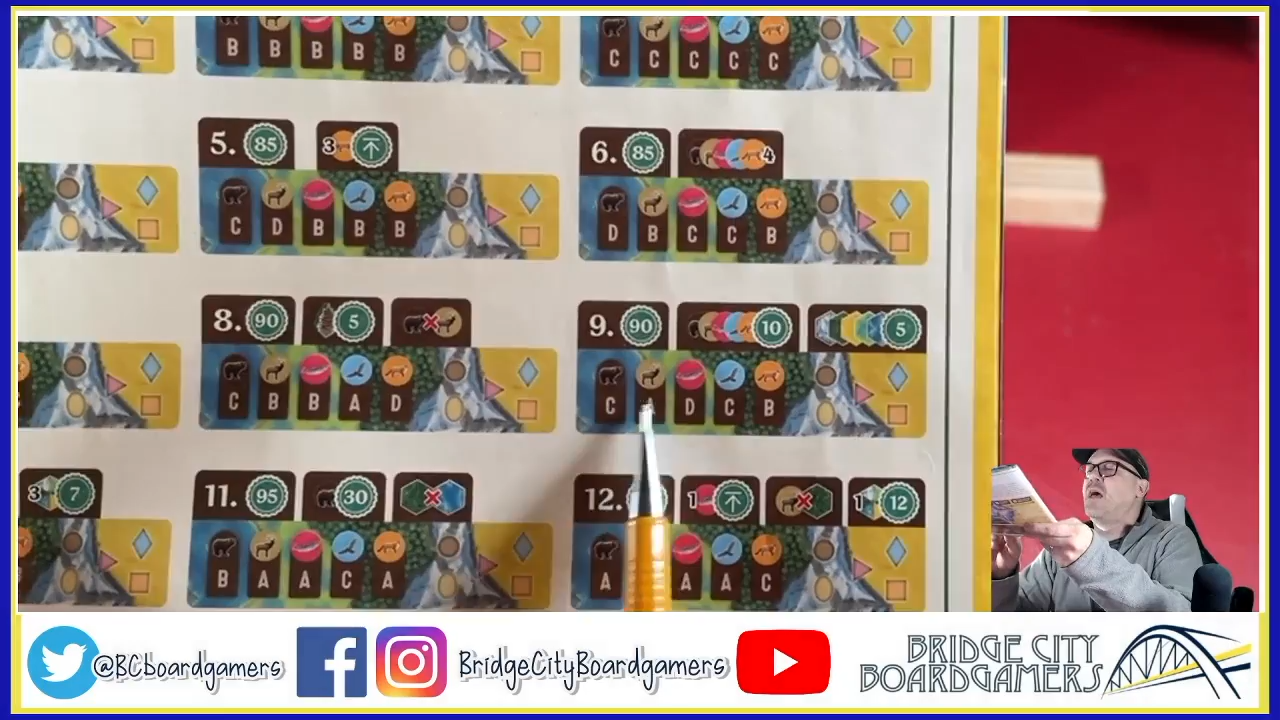 B B B B B
C C C C C
5. 85 3
C D B B B
6. 85 4
D B C C B
8. 90 5
C B B A D
9. 90 10 5
C D C B
3 7
11. 95 30
B A A C A
12. 1 1 12
A A A C
@BCboardgamers
BridgeCityBoardgamers
BRIDGE CITY
BOARDGAMERS